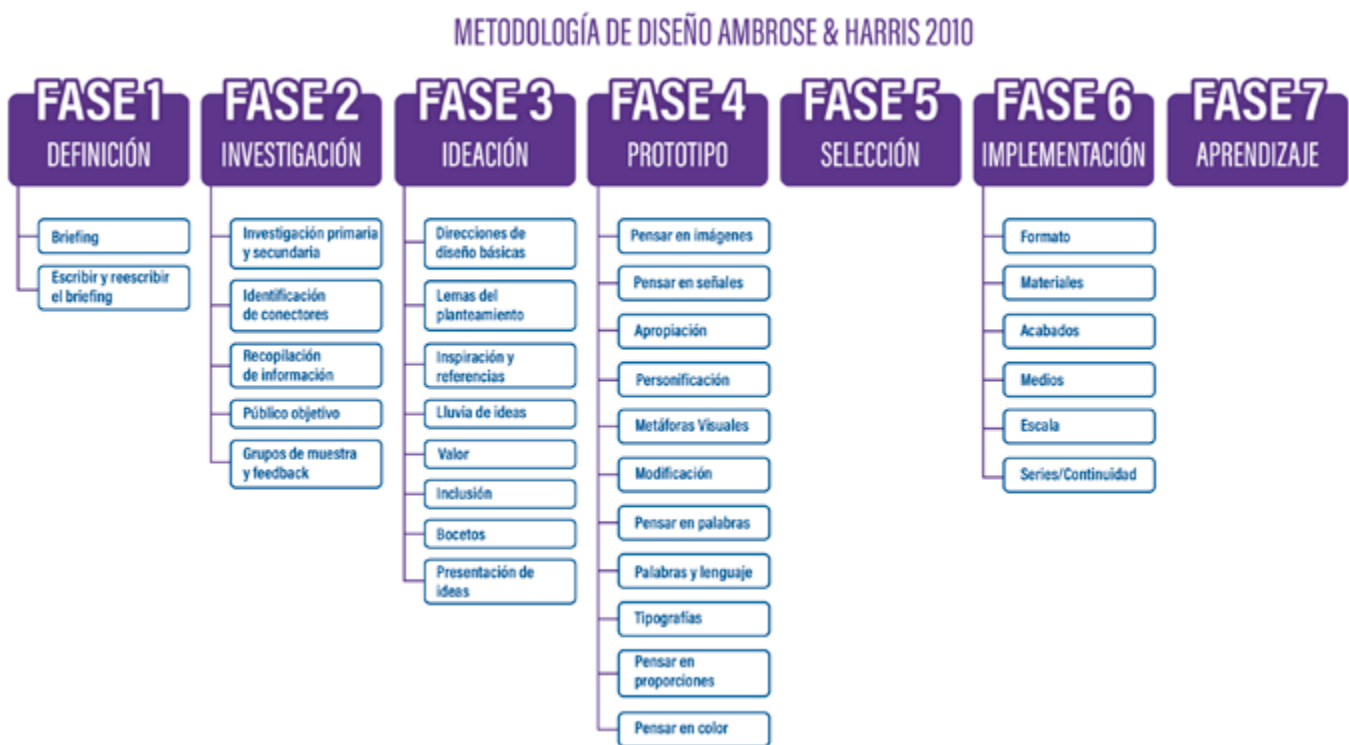 METODOLOGÍA DE DISEÑO AMBROSE & HARRIS 2010
FASE 1
DEFINICIÓN
Briefing
Escribir y reescribir
el briefing
FASE 2
INVESTIGACIÓN
Investigación primaria
y secundaria
Identificación
de conectores
Recopilación
de información
Público objetivo
Grupos de muestra
y feedback
FASE 3
IDEACIÓN
Direcciones de
diseño básicas
Lemas del
planteamiento
Inspiración y
referencias
Lluvia de ideas
Valor
Inclusión
Bocetos
Presentación de
ideas
FASE 4
PROTOTIPO
Pensar en imágenes
Pensar en señales
Apropiación
Personificación
Metáforas Visuales
Modificación
Pensar en palabras
Palabras y lenguaje
Tipografías
Pensar en
proporciones
Pensar en color
FASE 5
SELECCIÓN
FASE 6
IMPLEMENTACIÓN
Formato
Materiales
Acabados
Medios
Escala
Series/Continuidad
FASE 7
APRENDIZAJE